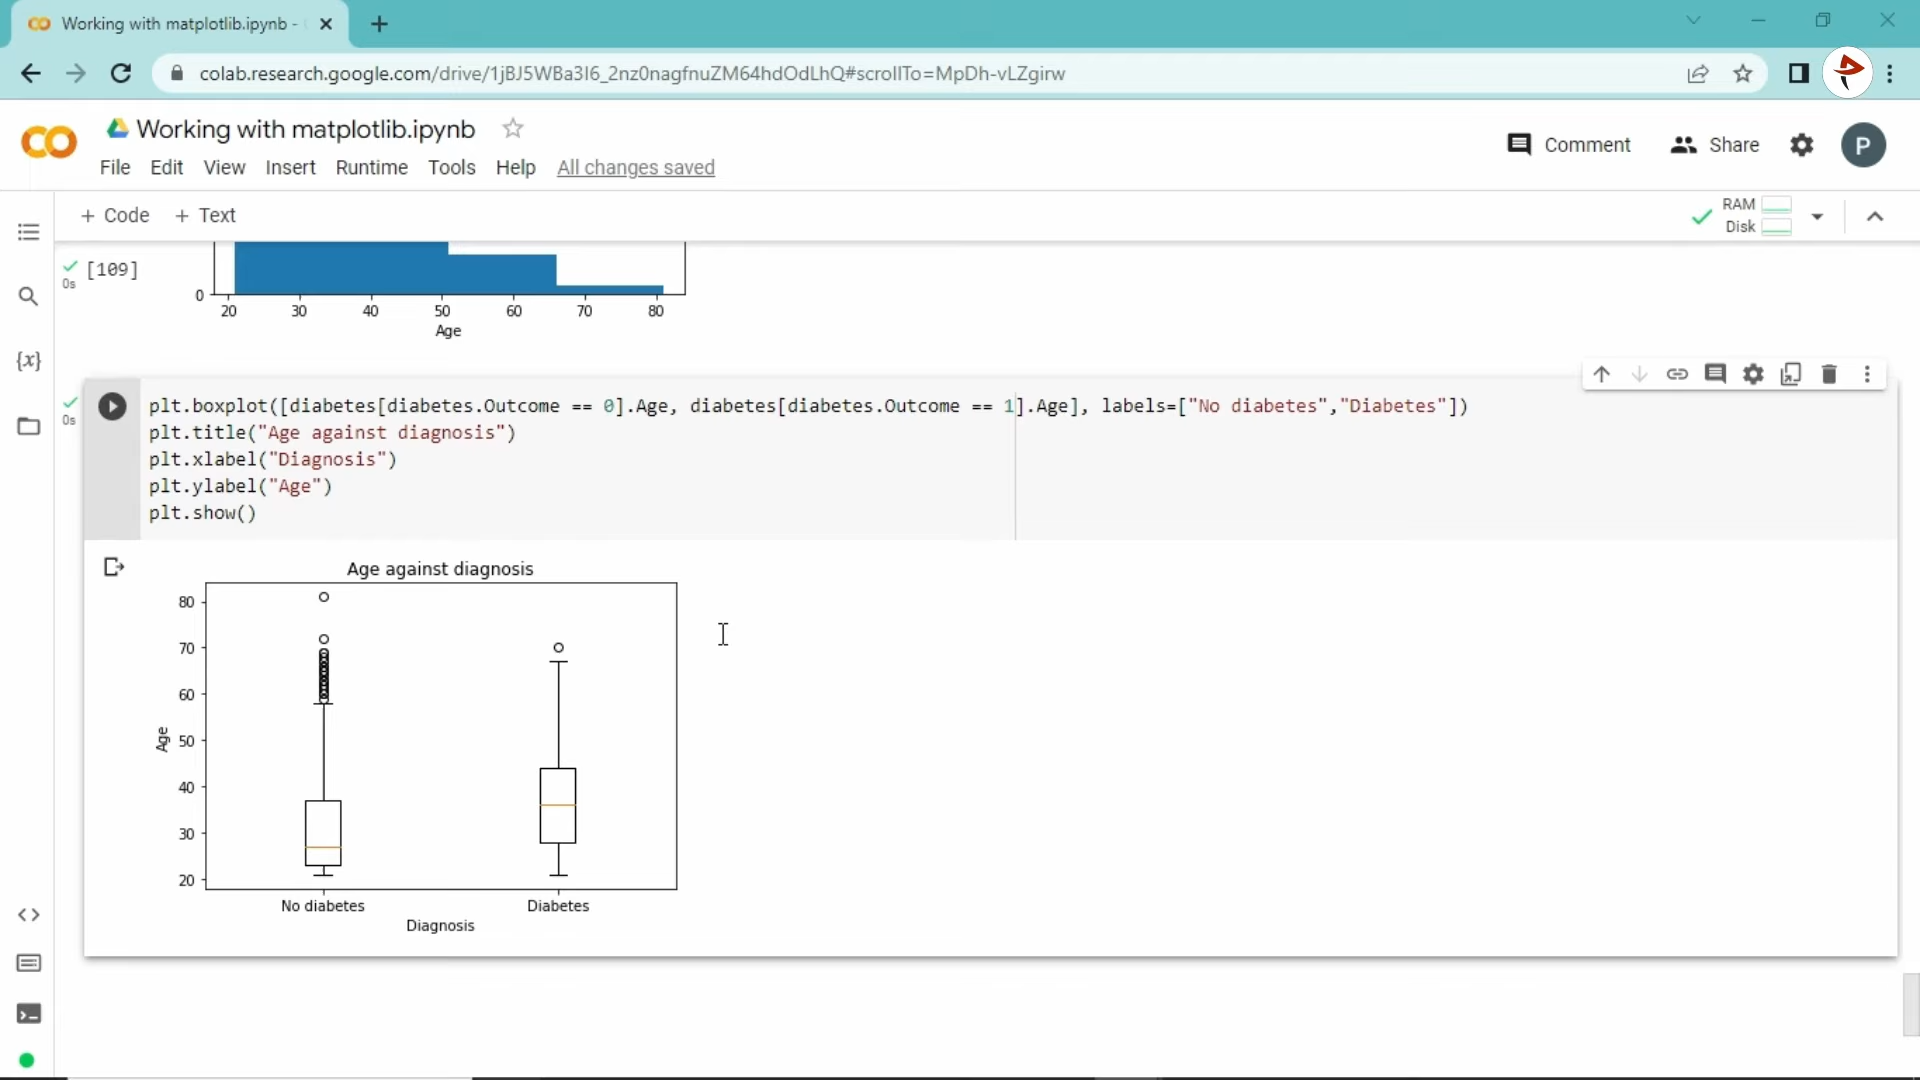 Working with matplotlib.ipynb -
colab.research.google.com/drive/1jBJ5WBa3I6_2nz0nagfnuZM64hdOdLhQ#scrollTo=MpDh-vLZgirw
Working with matplotlib.ipynb
File Edit View Insert Runtime Tools Help All changes saved
Comment Share P
+ Code + Text
RAM
Disk
[109]
0s
0
20 30 40 50 60 70 80
Age
0s
plt.boxplot([diabetes[diabetes.Outcome == 0].Age, diabetes[diabetes.Outcome == 1].Age], labels=["No diabetes","Diabetes"])
plt.title("Age against diagnosis")
plt.xlabel("Diagnosis")
plt.ylabel("Age")
plt.show()
Age against diagnosis
80
70
60
50
40
30
20
Age
No diabetes Diabetes
Diagnosis